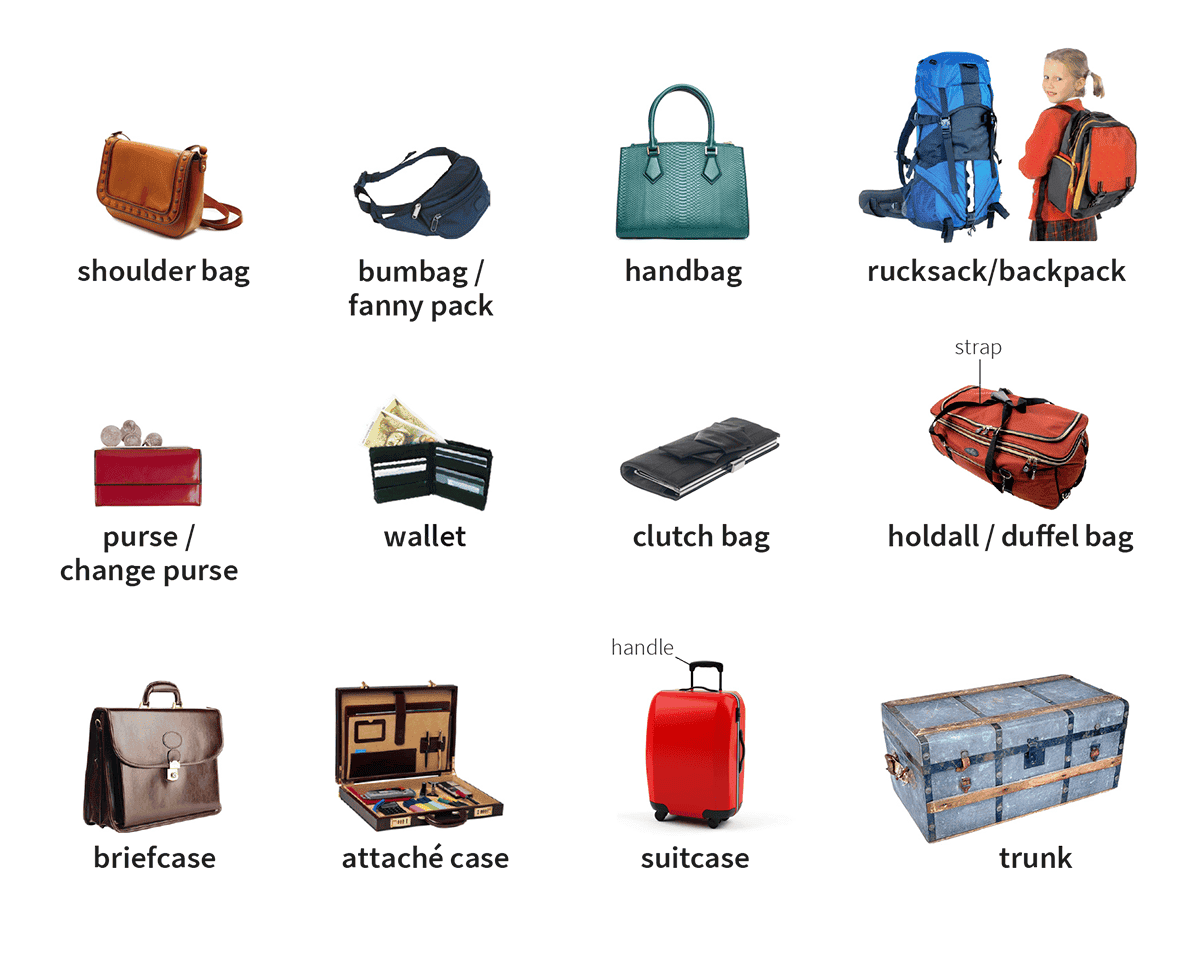 shoulder bag
bumbag /
fanny pack
handbag
rucksack/backpack
strap
purse /
change purse
wallet
clutch bag
holdall / duffel bag
handle
briefcase
attaché case
suitcase
trunk